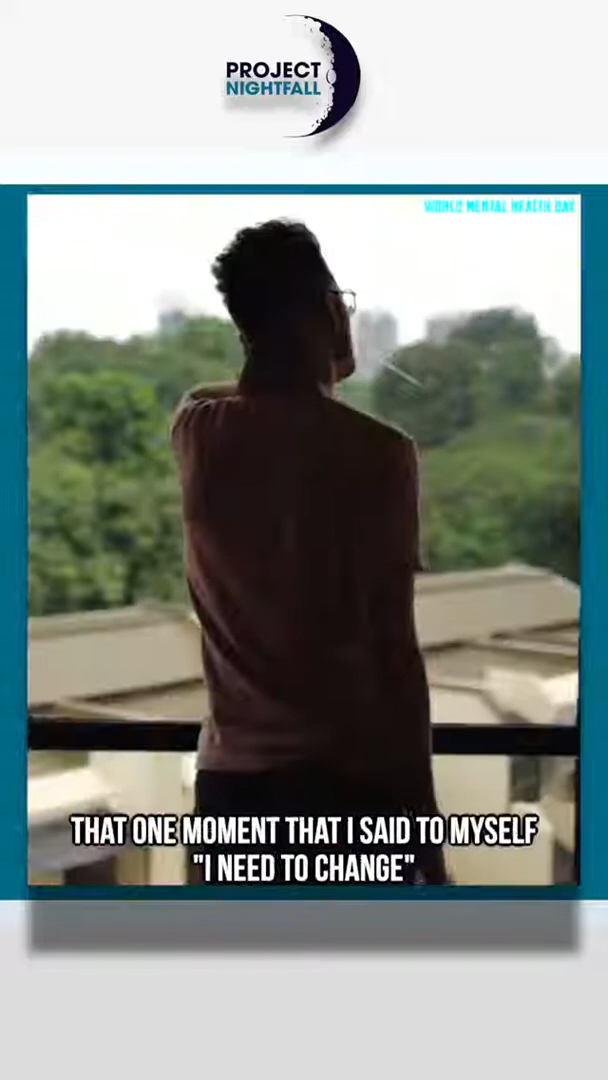 PROJECT
NIGHTFALL
WORLD MENTAL HEALTH DAY
THAT ONE MOMENT THAT I SAID TO MYSELF
"I NEED TO CHANGE"